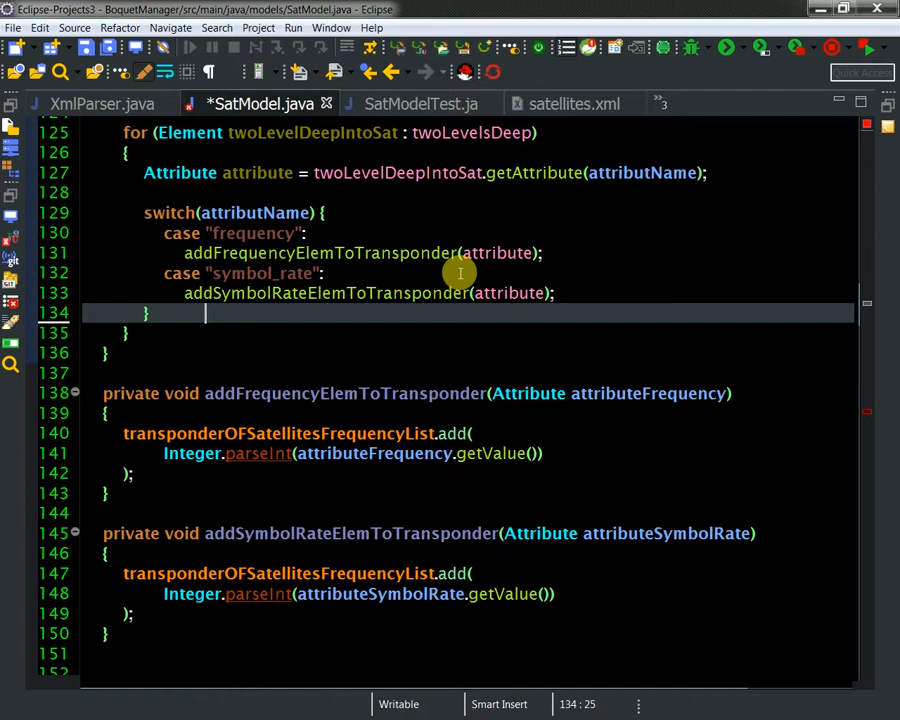 Eclipse-Projects3 - BoquetManager/src/main/java/models/SatModel.java - Eclipse
File Edit Source Refactor Navigate Search Project Run Window Help
Quick Access
XmlParser.java *SatModel.java SatModelTest.ja satellites.xml »3
125 for (Element twoLevelDeepIntoSat : twoLevelsDeep)
126 {
127 Attribute attribute = twoLevelDeepIntoSat.getAttribute(attributName);
128
129 switch(attributName) {
130 case "frequency":
131 addFrequencyElemToTransponder(attribute);
132 case "symbol_rate":
133 addSymbolRateElemToTransponder(attribute);
134 }
135 }
136 }
137
138 private void addFrequencyElemToTransponder(Attribute attributeFrequency)
139 {
140 transponderOFSatellitesFrequencyList.add(
141 Integer.parseInt(attributeFrequency.getValue())
142 );
143 }
144
145 private void addSymbolRateElemToTransponder(Attribute attributeSymbolRate)
146 {
147 transponderOFSatellitesFrequencyList.add(
148 Integer.parseInt(attributeSymbolRate.getValue())
149 );
150 }
151
152
Writable Smart Insert 134 : 25